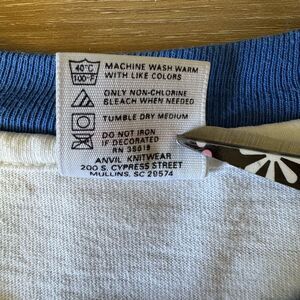 40°C MACHINE WASH WARM
100°F WITH LIKE COLORS
ONLY NON-CHLORINE
BLEACH WHEN NEEDED
TUMBLE DRY MEDIUM
DO NOT IRON
IF DECORATED
RN 38619
ANVIL KNITWEAR
200 S. CYPRESS STREET
MULLINS, SC 29574